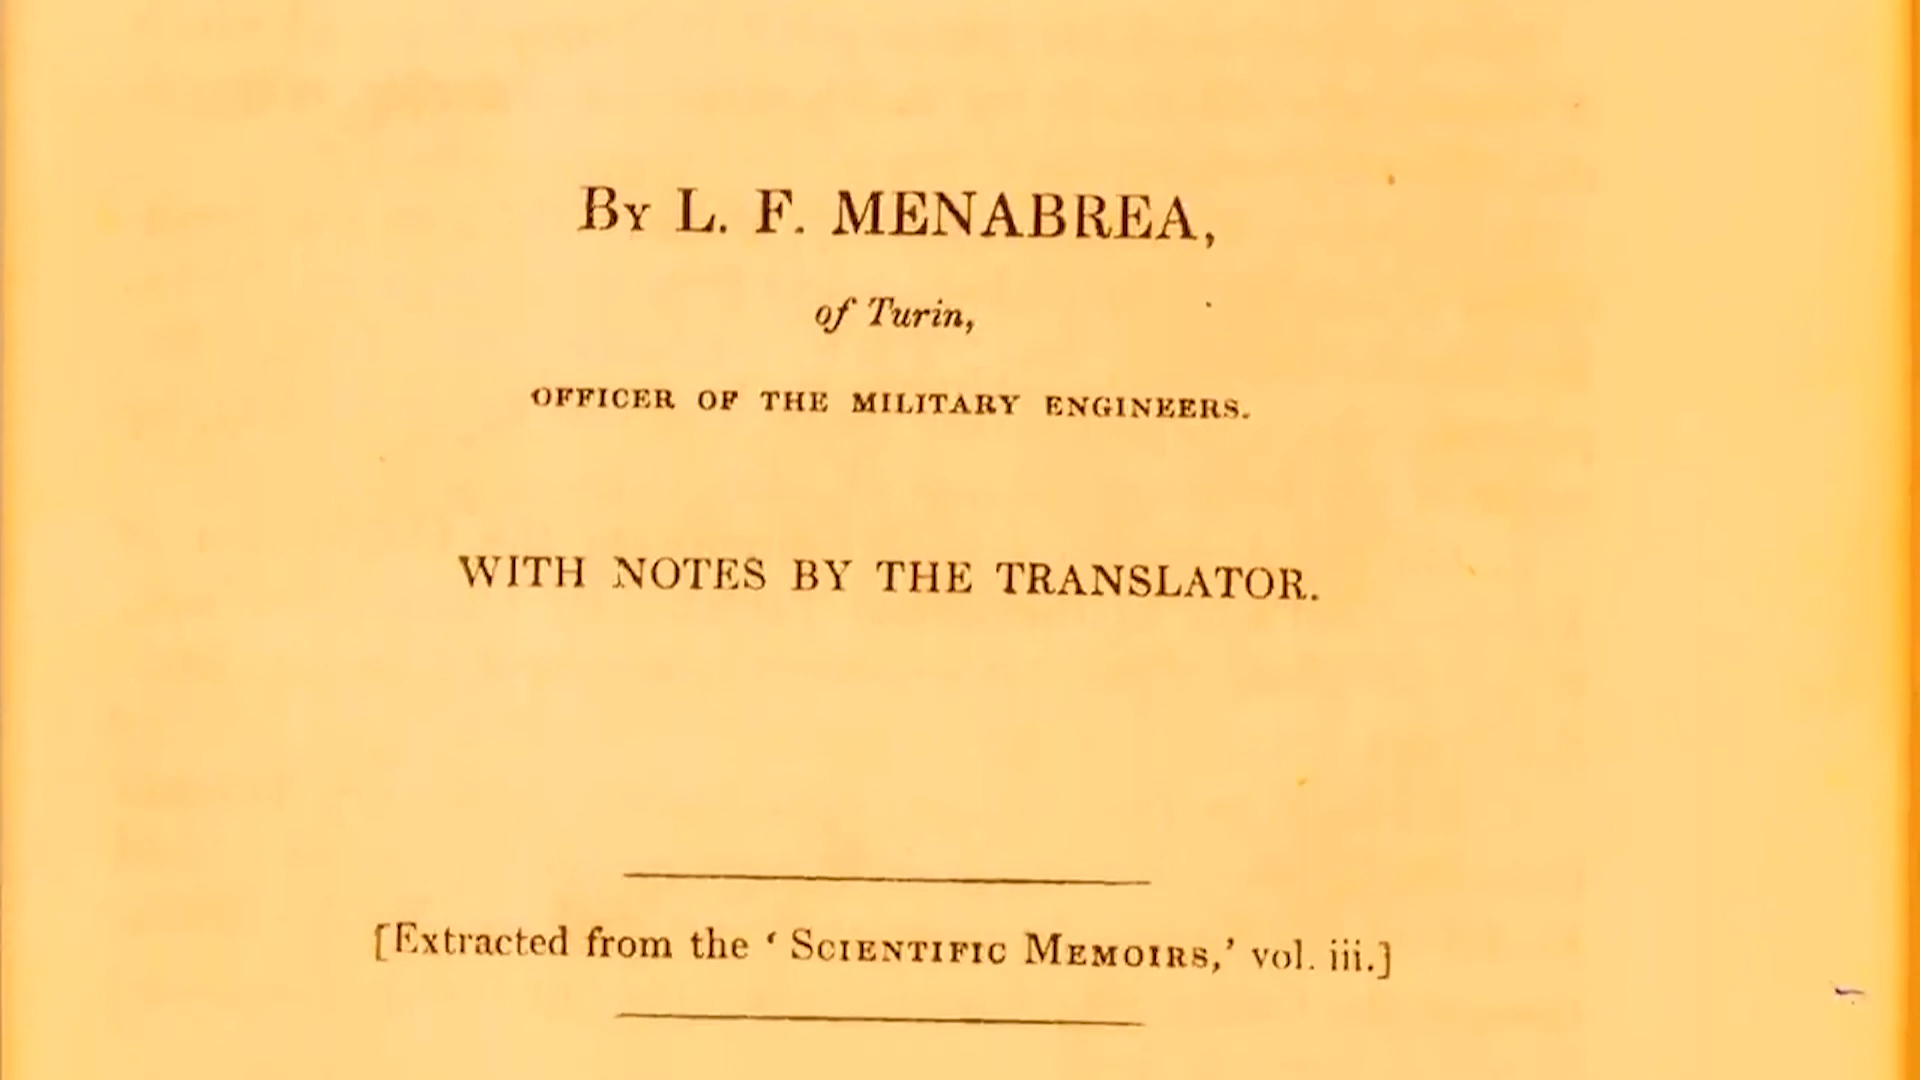 By L. F. MENABREA,
of Turin,
OFFICER OF THE MILITARY ENGINEERS.
WITH NOTES BY THE TRANSLATOR.
[Extracted from the ‘Scientific Memoirs,’ vol. iii.]